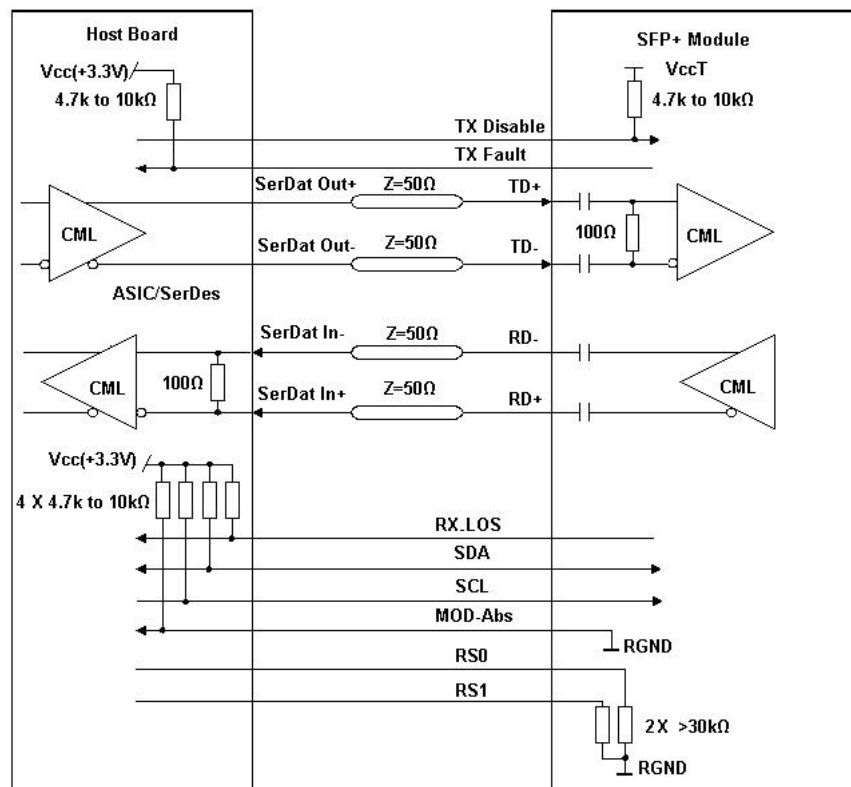 Host Board
SFP+ Module
Vcc(+3.3V)
4.7k to 10kΩ
VccT
4.7k to 10kΩ
TX Disable
TX Fault
SerDat Out+
Z=50Ω
TD+
CML
100Ω
CML
SerDat Out-
Z=50Ω
TD-
ASIC/SerDes
SerDat In-
Z=50Ω
RD-
CML
100Ω
SerDat In+
Z=50Ω
RD+
CML
Vcc(+3.3V)
4 X 4.7k to 10kΩ
RX_LOS
SDA
SCL
MOD-Abs
RGND
RS0
RS1
2 X >30kΩ
RGND